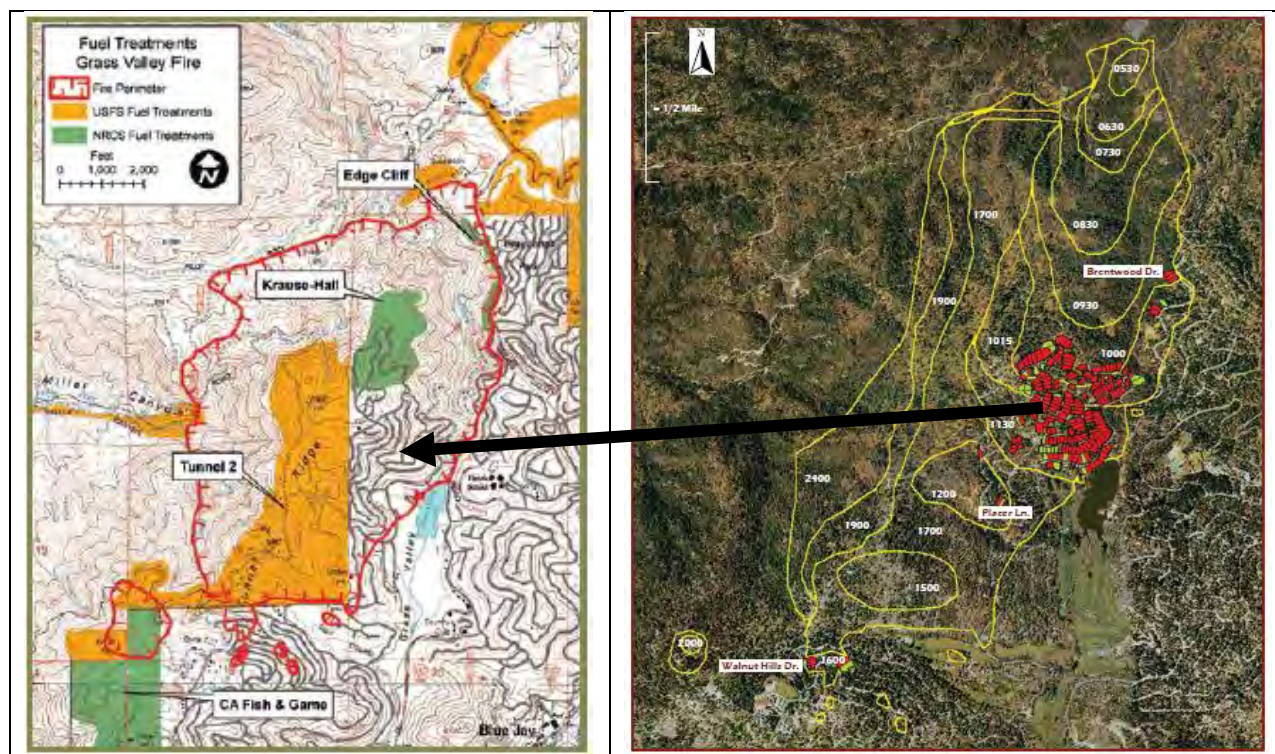 Fuel Treatments
Grass Valley Fire
Fire Perimeter
USFS Fuel Treatments
NRCS Fuel Treatments
Feet
0 1,000 2,000
N
Edge Cliff
Krause-Hall
Miller
Canyon
Tunnel 2
Ridge
Grass Valley
CA Fish & Game
Blue Jay
N
= 1/2 Mile
0530
0630
0730
0830
1700
Brentwood Dr.
1900
0930
1015
1000
1130
2400
1200
Placer Ln.
1900
1700
1500
2000
Walnut Hills Dr.
1600